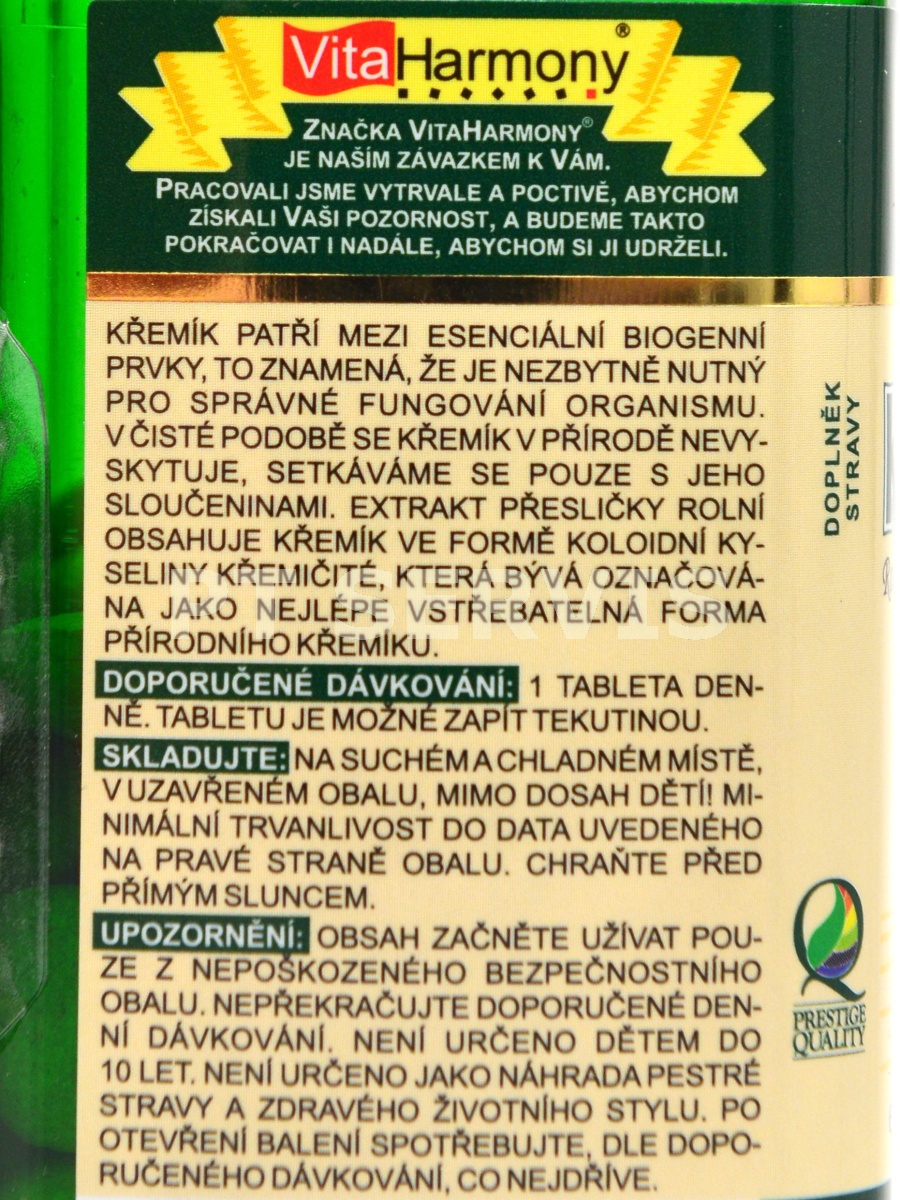 VitaHarmony®
ZNAČKA VITAHARMONY®
JE NAŠÍM ZÁVAZKEM K VÁM.
PRACOVALI JSME VYTRVALE A POCTIVĚ, ABYCHOM
ZÍSKALI VAŠI POZORNOST, A BUDEME TAKTO
POKRAČOVAT I NADÁLE, ABYCHOM SI JI UDRŽELI.
KŘEMÍK PATŘÍ MEZI ESENCIÁLNÍ BIOGENNÍ
PRVKY, TO ZNAMENÁ, ŽE JE NEZBYTNĚ NUTNÝ
PRO SPRÁVNÉ FUNGOVÁNÍ ORGANISMU.
V ČISTÉ PODOBĚ SE KŘEMÍK V PŘÍRODĚ NEVY-
SKYTUJE, SETKÁVÁME SE POUZE S JEHO
SLOUČENINAMI. EXTRAKT PŘESLIČKY ROLNÍ
OBSAHUJE KŘEMÍK VE FORMĚ KOLOIDNÍ KY-
SELINY KŘEMIČITÉ, KTERÁ BÝVÁ OZNAČOVÁ-
NA JAKO NEJLÉPE VSTŘEBATELNÁ FORMA
PŘÍRODNÍHO KŘEMÍKU.
DOPORUČENÉ DÁVKOVÁNÍ: 1 TABLETA DEN-
NĚ. TABLETU JE MOŽNÉ ZAPÍT TEKUTINOU.
SKLADUJTE: NA SUCHÉM A CHLADNÉM MÍSTĚ,
V UZAVŘENÉM OBALU, MIMO DOSAH DĚTÍ! MI-
NIMÁLNÍ TRVANLIVOST DO DATA UVEDENÉHO
NA PRAVÉ STRANĚ OBALU. CHRAŇTE PŘED
PŘÍMÝM SLUNCEM.
UPOZORNĚNÍ: OBSAH ZAČNĚTE UŽÍVAT POU-
ZE Z NEPOŠKOZENÉHO BEZPEČNOSTNÍHO
OBALU. NEPŘEKRAČUJTE DOPORUČENÉ DEN-
NÍ DÁVKOVÁNÍ. NENÍ URČENO DĚTEM DO
10 LET. NENÍ URČENO JAKO NÁHRADA PESTRÉ
STRAVY A ZDRAVÉHO ŽIVOTNÍHO STYLU. PO
OTEVŘENÍ BALENÍ SPOTŘEBUJTE, DLE DOPO-
RUČENÉHO DÁVKOVÁNÍ, CO NEJDŘÍVE.
DOPLNĚK
STRAVY
PRESTIGE
QUALITY